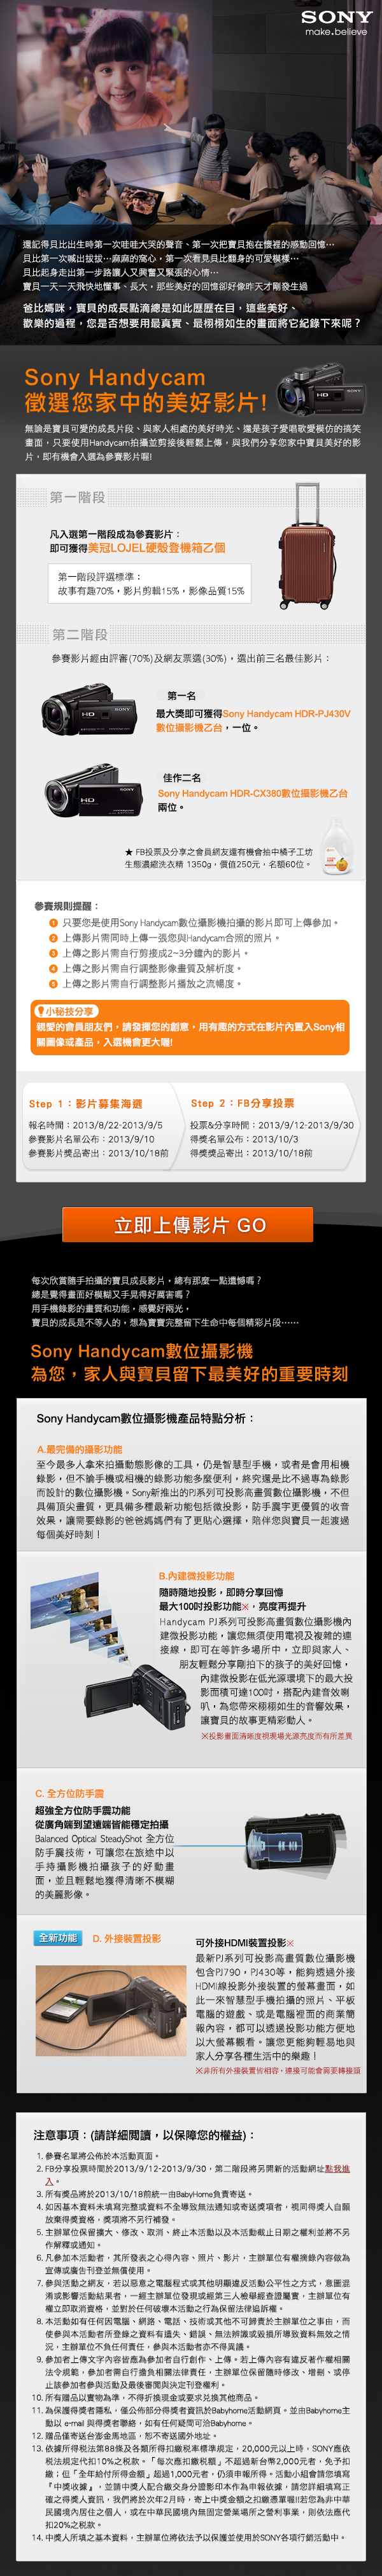 SONY
make.believe
還記得貝比出生時第一次哇哇大哭的聲音、第一次把寶貝抱在懷裡的感動回憶…
貝比第一次喊出拔拔…麻麻的窩心，第一次看見貝比翻身的可愛模樣…
貝比起身走出第一步路讓人又興奮又緊張的心情…
寶貝一天一天飛快地懂事、長大，那些美好的回憶卻好像昨天才剛發生過
爸比媽咪，寶貝的成長點滴總是如此歷歷在目，這些美好、
歡樂的過程，您是否想要用最真實、最栩栩如生的畫面將它紀錄下來呢？
Sony Handycam
徵選您家中的美好影片!
無論是寶貝可愛的成長片段、與家人相處的美好時光、還是孩子愛唱歌愛模仿的搞笑
畫面，只要使用Handycam拍攝並剪接後輕鬆上傳，與我們分享您家中寶貝美好的影
片，即有機會入選為參賽影片喔!
第一階段
凡入選第一階段成為參賽影片：
即可獲得美冠LOJEL硬殼登機箱乙個
第一階段評選標準：
故事有趣70%，影片剪輯15%，影像品質15%
第二階段
參賽影片經由評審(70%)及網友票選(30%)，選出前三名最佳影片：
第一名
最大獎即可獲得Sony Handycam HDR-PJ430V
數位攝影機乙台，一位。
佳作二名
Sony Handycam HDR-CX380數位攝影機乙台
兩位。
★ FB投票及分享之會員網友還有機會抽中橘子工坊
生態濃縮洗衣精 1350g，價值250元，名額60位。
參賽規則提醒：
1 只要您是使用Sony Handycam數位攝影機拍攝的影片即可上傳參加。
2 上傳影片需同時上傳一張您與Handycam合照的照片。
3 上傳之影片需自行剪接成2~3分鐘內的影片。
4 上傳之影片需自行調整影像畫質及解析度。
5 上傳之影片需自行調整影片播放之流暢度。
小秘技分享
親愛的會員朋友們，請發揮您的創意，用有趣的方式在影片內置入Sony相
關圖像或產品，入選機會更大喔!
Step 1：影片募集海選
報名時間：2013/8/22-2013/9/5
參賽影片名單公布：2013/9/10
參賽影片獎品寄出：2013/10/18前
Step 2：FB分享投票
投票&分享時間：2013/9/12-2013/9/30
得獎名單公布：2013/10/3
得獎獎品寄出：2013/10/18前
立即上傳影片 GO
每次欣賞隨手拍攝的寶貝成長影片，總有那麼一點遺憾嗎？
總是覺得畫面好模糊又手晃得好厲害嗎？
用手機錄影的畫質和功能，感覺好兩光，
寶貝的成長是不等人的，想為寶寶完整留下生命中每個精彩片段……
Sony Handycam數位攝影機
為您，家人與寶貝留下最美好的重要時刻
Sony Handycam數位攝影機產品特點分析：
A.最完備的攝影功能
至今最多人拿來拍攝動態影像的工具，仍是智慧型手機，或者是會用相機
錄影，但不論手機或相機的錄影功能多麼便利，終究還是比不過專為錄影
而設計的數位攝影機。Sony新推出的PJ系列可投影高畫質數位攝影機，不但
具備頂尖畫質，更具備多種最新功能包括微投影，防手震宇更優質的收音
效果，讓需要錄影的爸爸媽媽們有了更貼心選擇，陪伴您與寶貝一起渡過
每個美好時刻！
B.內建微投影功能
隨時隨地投影，即時分享回憶
最大100吋投影功能※，亮度再提升
Handycam PJ系列可投影高畫質數位攝影機內
建微投影功能，讓您無須使用電視及複雜的連
接線，即可在等許多場所中，立即與家人、
朋友輕鬆分享剛拍下的孩子的美好回憶，
內建微投影在低光源環境下的最大投
影面積可達100吋，搭配內建音效喇
叭，為您帶來栩栩如生的音響效果，
讓寶貝的故事更精彩動人。
※投影畫面清晰度視現場光源亮度而有所差異
C. 全方位防手震
超強全方位防手震功能
從廣角端到望遠端皆能穩定拍攝
Balanced Optical SteadyShot 全方位
防手震技術，可讓您在旅途中以
手持攝影機拍攝孩子的好動畫
面，並且輕鬆地獲得清晰不模糊
的美麗影像。
全新功能 D. 外接裝置投影
可外接HDMI裝置投影※
最新PJ系列可投影高畫質數位攝影機
包含PJ790，PJ430等，能夠透過外接
HDMI線投影外接裝置的螢幕畫面，如
此一來智慧型手機拍攝的照片、平板
電腦的遊戲、或是電腦裡面的商業簡
報內容，都可以透過投影功能方便地
以大螢幕觀看。讓您更能夠輕易地與
家人分享各種生活中的樂趣！
※非所有外接裝置皆相容，連接可能會需要轉接頭
注意事項：(請詳細閱讀，以保障您的權益)：
1. 參賽名單將公佈於本活動頁面。
2. FB分享投票時間於2013/9/12-2013/9/30，第二階段將另開新的活動網址點我進
入。
3. 所有獎品將於2013/10/18前統一由BabyHome負責寄送。
4. 如因基本資料未填寫完整或資料不全導致無法通知或寄送獎項者，視同得獎人自願
放棄得獎資格，獎項將不另行補發。
5. 主辦單位保留擴大、修改、取消、終止本活動以及本活動截止日期之權利並將不另
作解釋或通知。
6. 凡參加本活動者，其所發表之心得內容、照片、影片，主辦單位有權摘錄內容做為
宣傳或廣告刊登並無償使用。
7. 參與活動之網友，若以惡意之電腦程式或其他明顯違反活動公平性之方式，意圖混
淆或影響活動結果者，一經主辦單位發現或經第三人檢舉經查證屬實，主辦單位有
權立即取消資格，並對於任何破壞本活動之行為保留法律追訴權。
8. 本活動如有任何因電腦、網路、電話、技術或其他不可歸責於主辦單位之事由，而
使參與本活動者所登錄之資料有遺失、錯誤、無法辨識或毀損所導致資料無效之情
況，主辦單位不負任何責任，參與本活動者亦不得異議。
9. 參加者上傳文字內容皆應為參加者自行創作、上傳。若上傳內容有違反著作權相關
法令規範，參加者需自行擔負相關法律責任，主辦單位保留隨時修改、增刪、或停
止該參加者參與活動及最後審閱與決定刊登權利。
10. 所有贈品以實物為準，不得折換現金或要求兌換其他商品。
11. 為保護得獎者隱私，僅公佈部分得獎者資訊於Babyhome活動網頁。並由Babyhome主
動以 e-mail 與得獎者聯絡，如有任何疑問可洽Babyhome。
12. 贈品僅寄送台澎金馬地區，恕不寄送國外地址。
13. 依據所得稅法第88條及各類所得扣繳稅率標準規定，20,000元以上時，SONY應依
稅法規定代扣10%之稅款。「每次應扣繳稅額」不超過新台幣2,000元者，免予扣
繳；但「全年給付所得金額」超過1,000元者，仍須申報所得。活動小組會請您填寫
『中獎收據』，並請中獎人配合繳交身分證影印本作為申報依據，請您詳細填寫正
確之得獎人資訊，我們將於次年2月時，寄上中獎金額之扣繳憑單喔!若您為非中華
民國境內居住之個人，或在中華民國境內無固定營業場所之營利事業，則依法應代
扣20%之稅款。
14. 中獎人所填之基本資料，主辦單位將依法予以保護並使用於SONY各項行銷活動中。